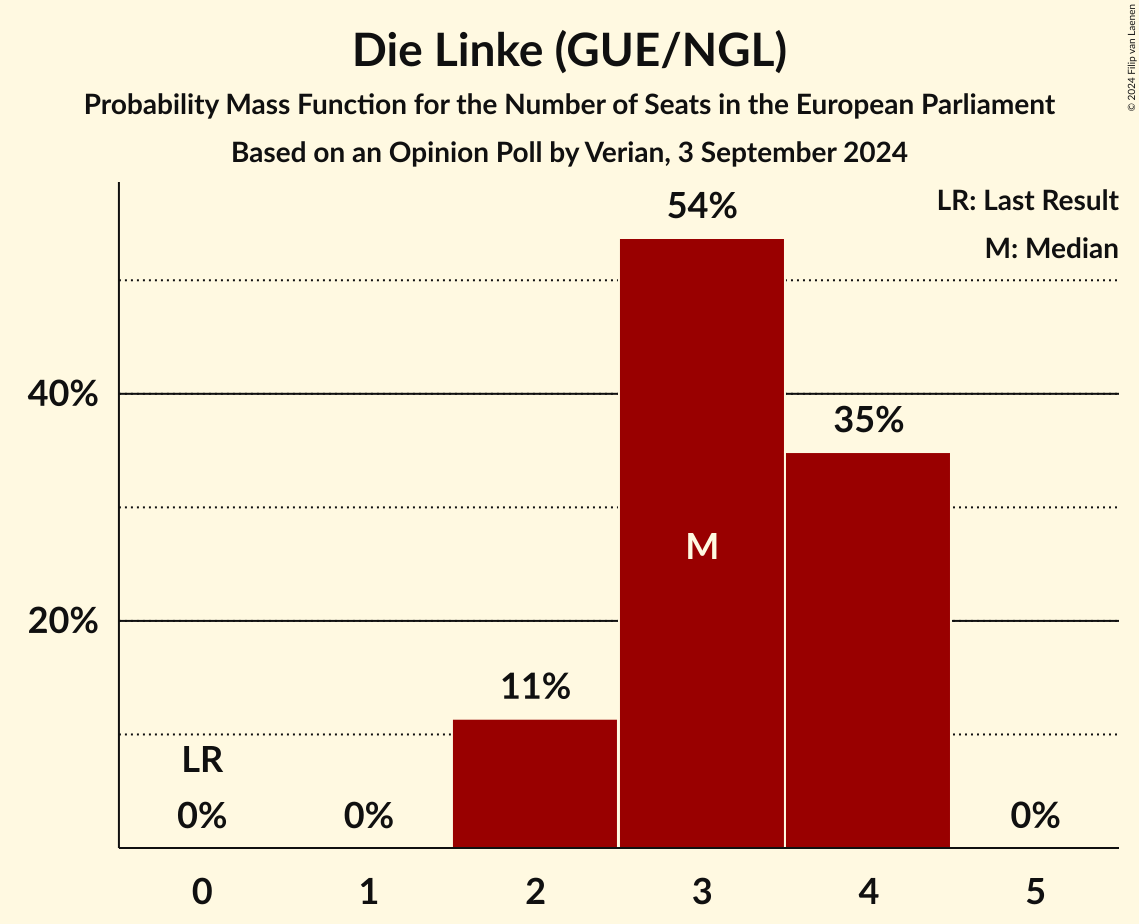 Die Linke (GUE/NGL)
Probability Mass Function for the Number of Seats in the European Parliament
Based on an Opinion Poll by Verian, 3 September 2024
© 2024 Filip van Laenen
LR: Last Result
M: Median
54%
40%
35%
M
20%
11%
LR
0%
0%
0%
0 1 2 3 4 5